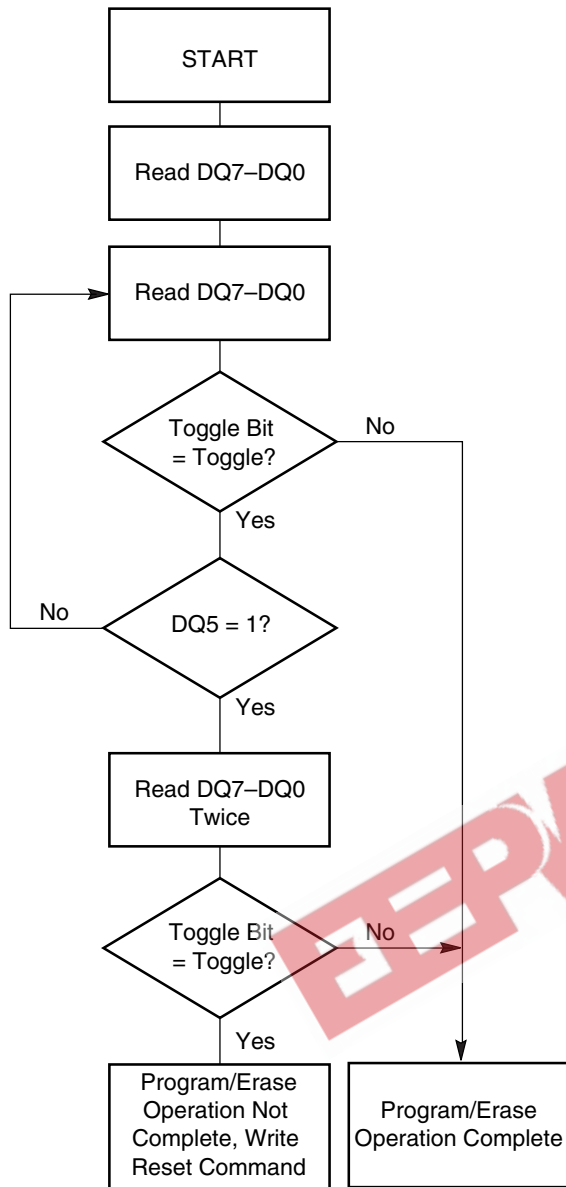 START
Read DQ7–DQ0
Read DQ7–DQ0
Toggle Bit
= Toggle?
No
Yes
DQ5 = 1?
No
Yes
Read DQ7–DQ0
Twice
Toggle Bit
= Toggle?
No
Yes
Program/Erase
Operation Not
Complete, Write
Reset Command
Program/Erase
Operation Complete